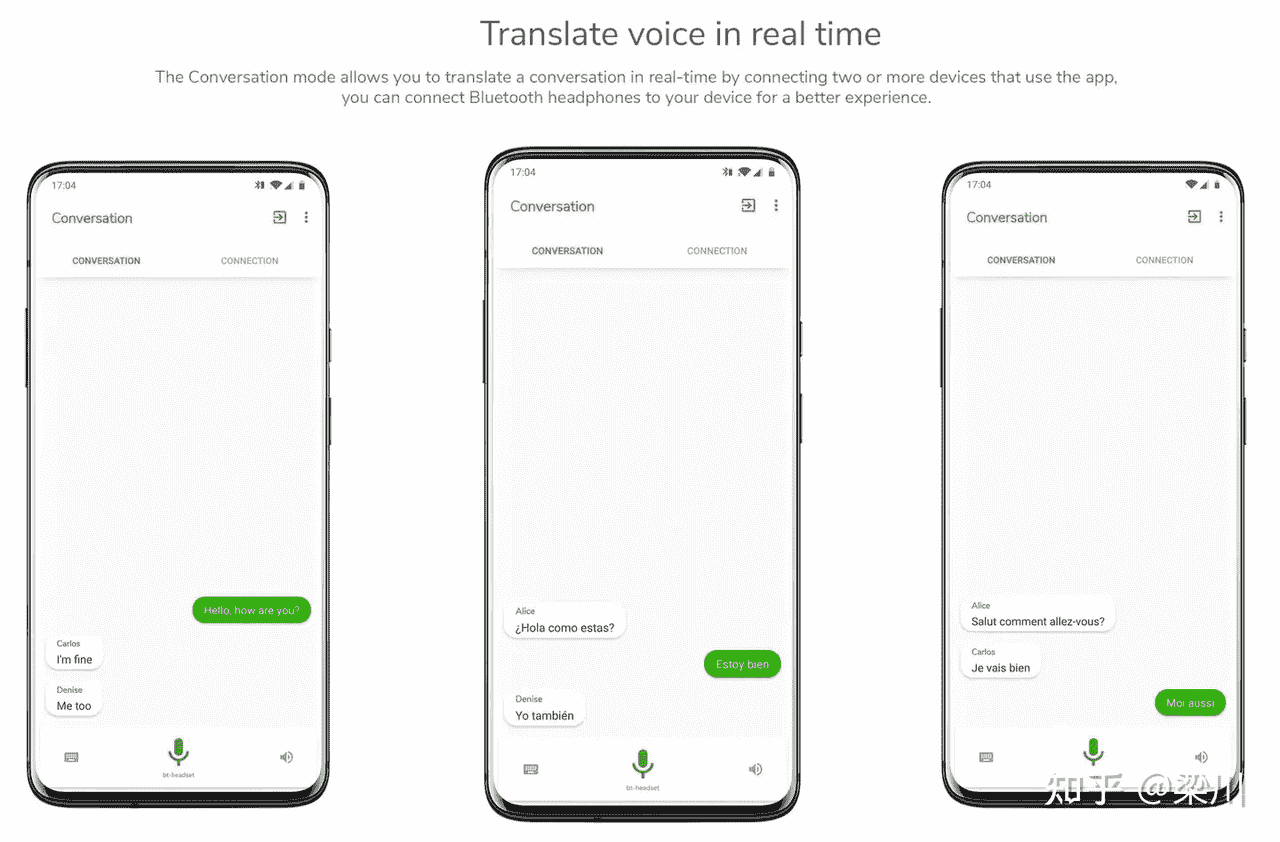 Translate voice in real time
The Conversation mode allows you to translate a conversation in real-time by connecting two or more devices that use the app,
you can connect Bluetooth headphones to your device for a better experience.
17:04
Conversation
CONVERSATION CONNECTION
Hello, how are you?
Carlos
I'm fine
Denise
Me too
bt-headset
17:04
Conversation
CONVERSATION CONNECTION
Alice
¿Hola como estas?
Estoy bien
Denise
Yo también
bt-headset
17:04
Conversation
CONVERSATION CONNECTION
Alice
Salut comment allez-vous?
Carlos
Je vais bien
Moi aussi
知乎 @梁川